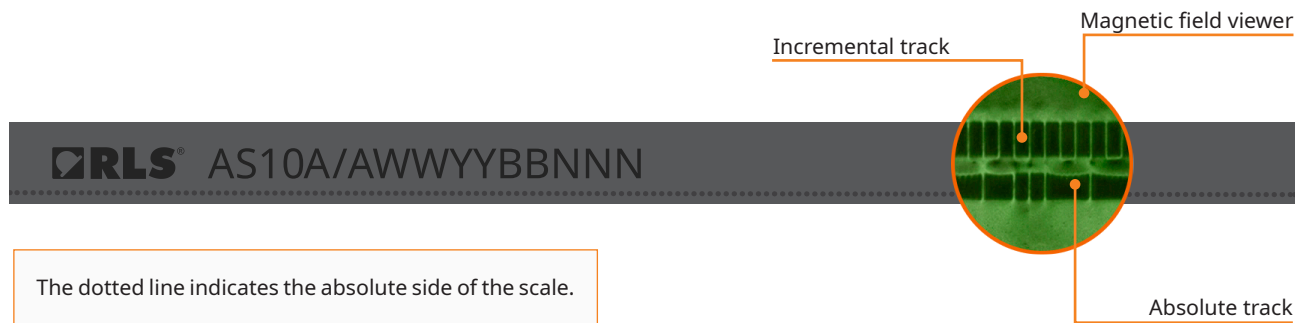 Magnetic field viewer
Incremental track
RLS® AS10A/AWWYYBBNNN
The dotted line indicates the absolute side of the scale.
Absolute track